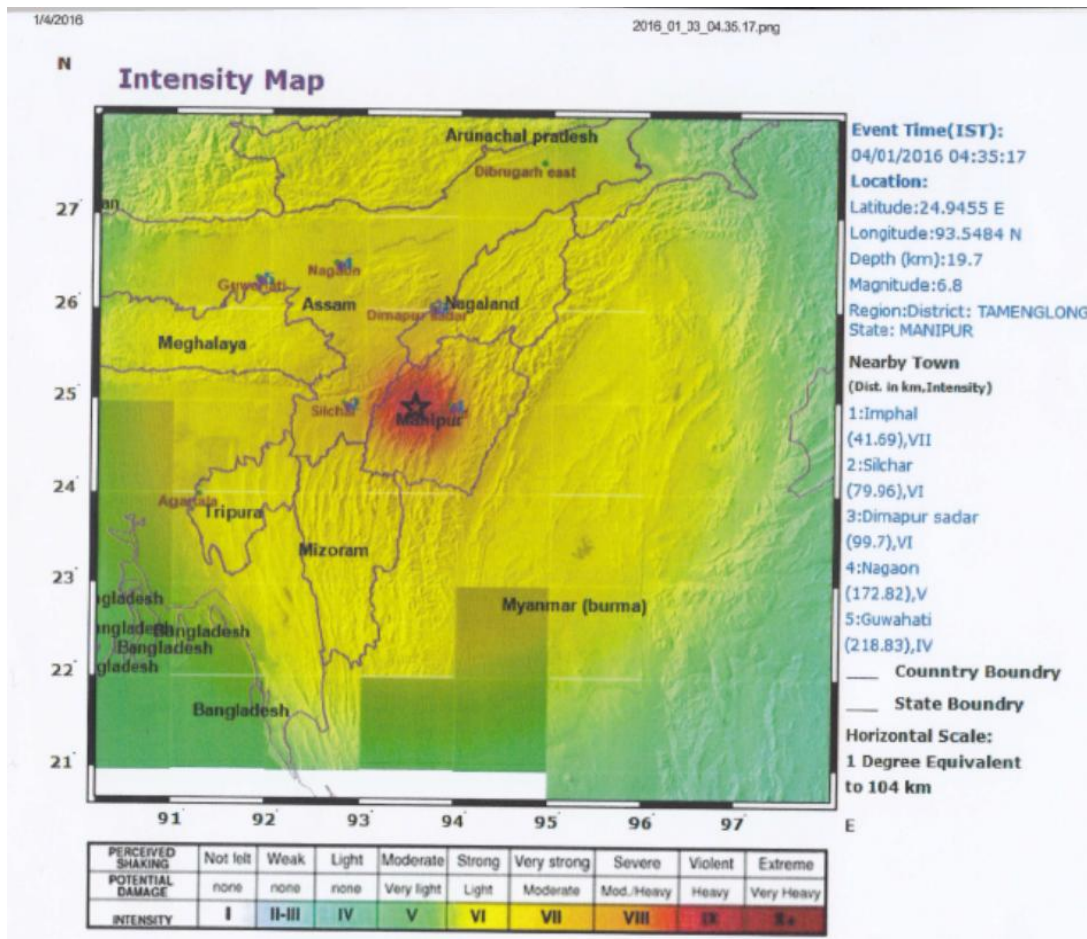 1/4/2016
2016_01_03_04.35.17.png
N
Intensity Map
Arunachal pradesh
Dibrugarh east
27
an
Nagaon
Guwahati
Assam
Nagaland
26
Dimapur sadar
Meghalaya
25
Silchar
Manipur
24
Agartala
Tripura
Mizoram
23
Myanmar (burma)
ngladesh
angladesh
Bangladesh
Bangladesh
ngladesh
22
Bangladesh
21
91
92
93
94
95
96
97
E
Event Time(IST):
04/01/2016 04:35:17
Location:
Latitude:24.9455 E
Longitude:93.5484 N
Depth (km):19.7
Magnitude:6.8
Region:District: TAMENGLONG
State: MANIPUR
Nearby Town
(Dist. in km,Intensity)
1:Imphal
(41.69),VII
2:Silchar
(79.96),VI
3:Dimapur sadar
(99.7),VI
4:Nagaon
(172.82),V
5:Guwahati
(218.83),IV
Counntry Boundry
State Boundry
Horizontal Scale:
1 Degree Equivalent
to 104 km
PERCEIVED SHAKING Not felt Weak Light Moderate Strong Very strong Severe Violent Extreme
POTENTIAL DAMAGE none none none Very light Light Moderate Mod./Heavy Heavy Very Heavy
INTENSITY I II-III IV V VI VII VIII IX X+